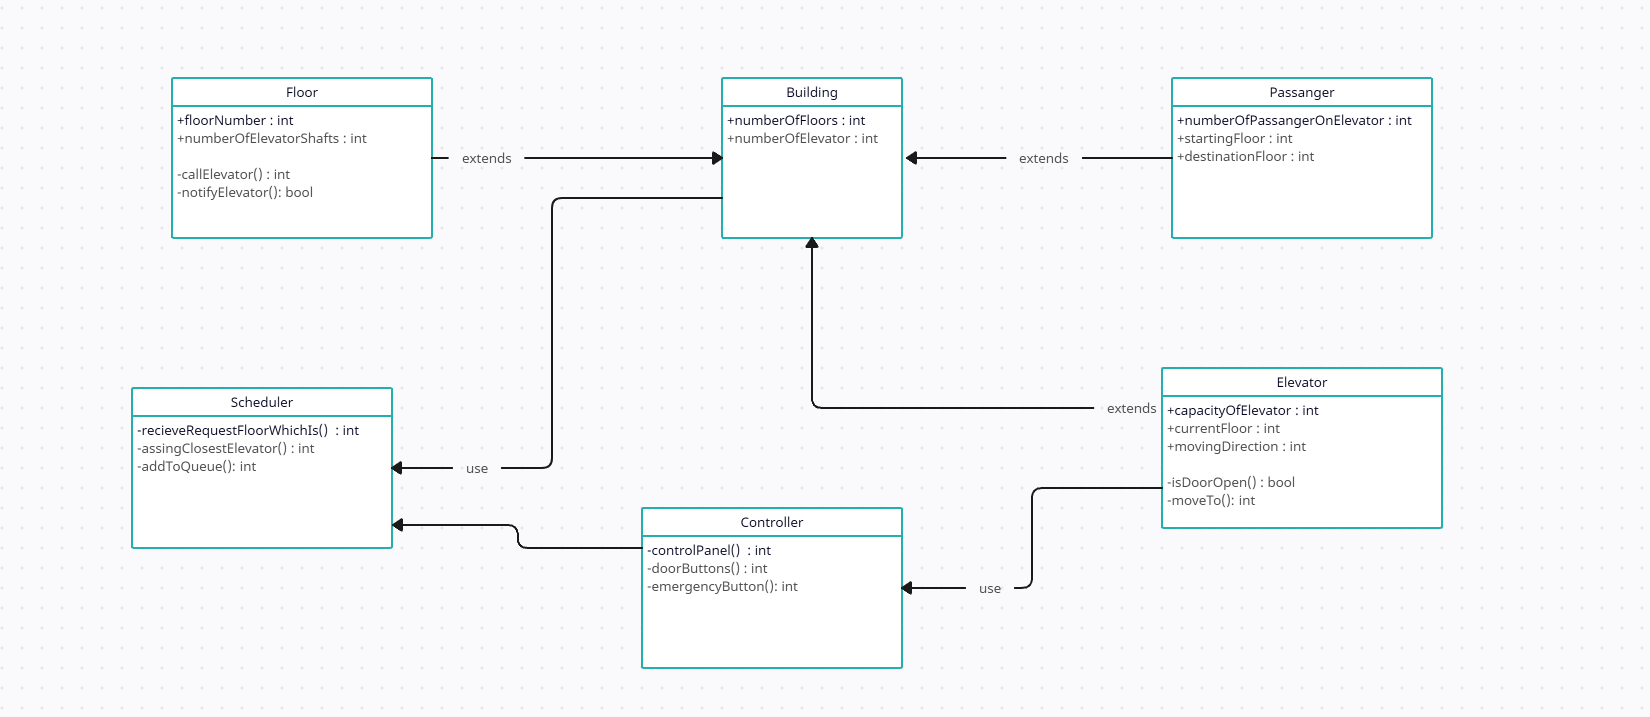 Floor
+floorNumber : int
+numberOfElevatorShafts : int
-callElevator() : int
-notifyElevator(): bool
extends
Building
+numberOfFloors : int
+numberOfElevator : int
extends
Passanger
+numberOfPassangerOnElevator : int
+startingFloor : int
+destinationFloor : int
Scheduler
-recieveRequestFloorWhichIs()  : int
-assingClosestElevator() : int
-addToQueue(): int
use
Controller
-controlPanel()  : int
-doorButtons() : int
-emergencyButton(): int
use
extends
Elevator
+capacityOfElevator : int
+currentFloor : int
+movingDirection : int
-isDoorOpen() : bool
-moveTo(): int